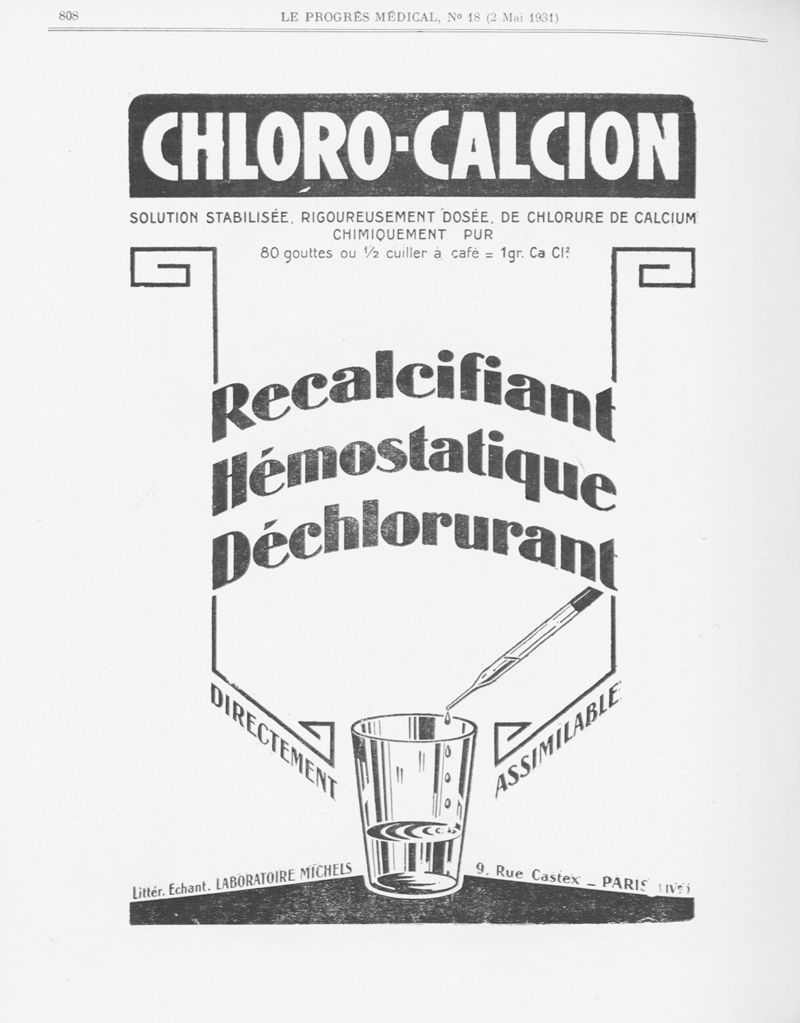 808
LE PROGRÈS MÉDICAL, Nº 18 (2 Mai 1931)
CHLORO-CALCION
SOLUTION STABILISÉE, RIGOUREUSEMENT DOSÉE, DE CHLORURE DE CALCIUM
CHIMIQUEMENT PUR
80 gouttes ou ½ cuiller à café = 1gr. Ca Cl²
Recalcifiant
Hémostatique
Déchlorurant
DIRECTEMENT ASSIMILABLE
Littér. Echant. LABORATOIRE MICHELS 9, Rue Castex _ PARIS (IVe)